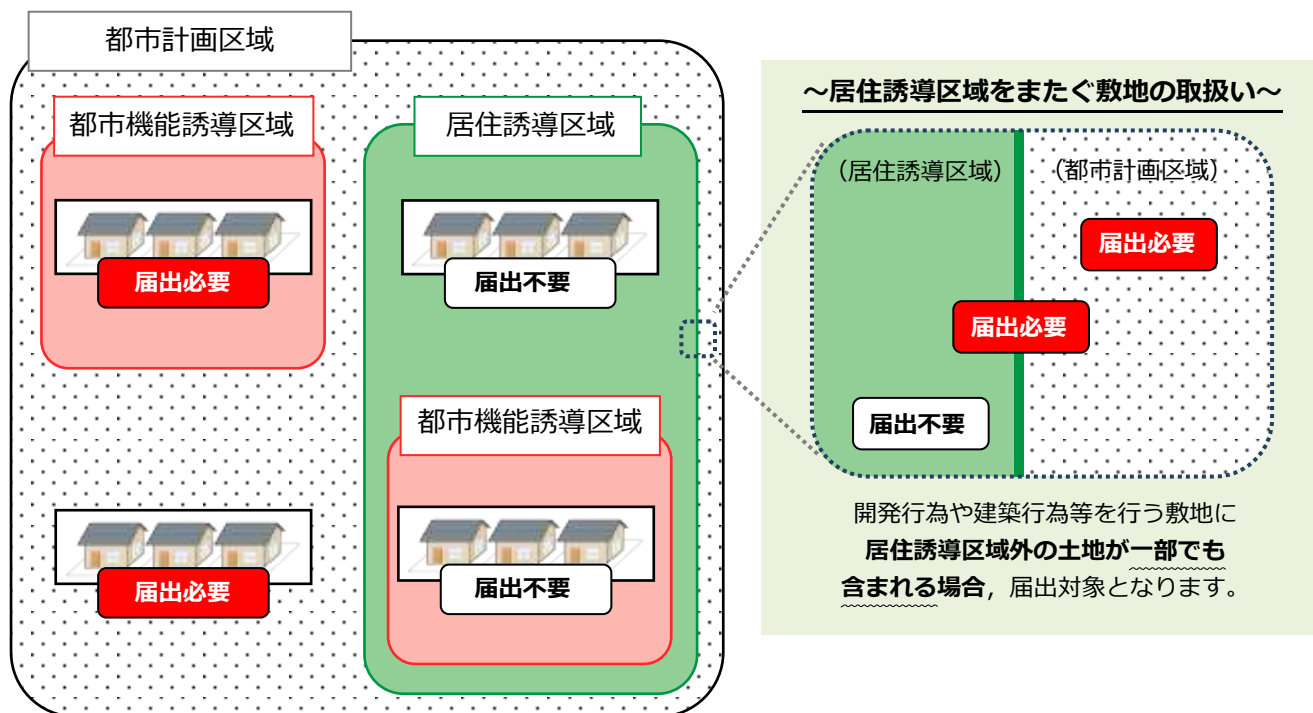 都市計画区域
都市機能誘導区域
届出必要
居住誘導区域
届出不要
届出必要
都市機能誘導区域
届出不要
～居住誘導区域をまたぐ敷地の取扱い～
（居住誘導区域）
（都市計画区域）
届出必要
届出必要
届出不要
開発行為や建築行為等を行う敷地に
居住誘導区域外の土地が一部でも
含まれる場合，届出対象となります。